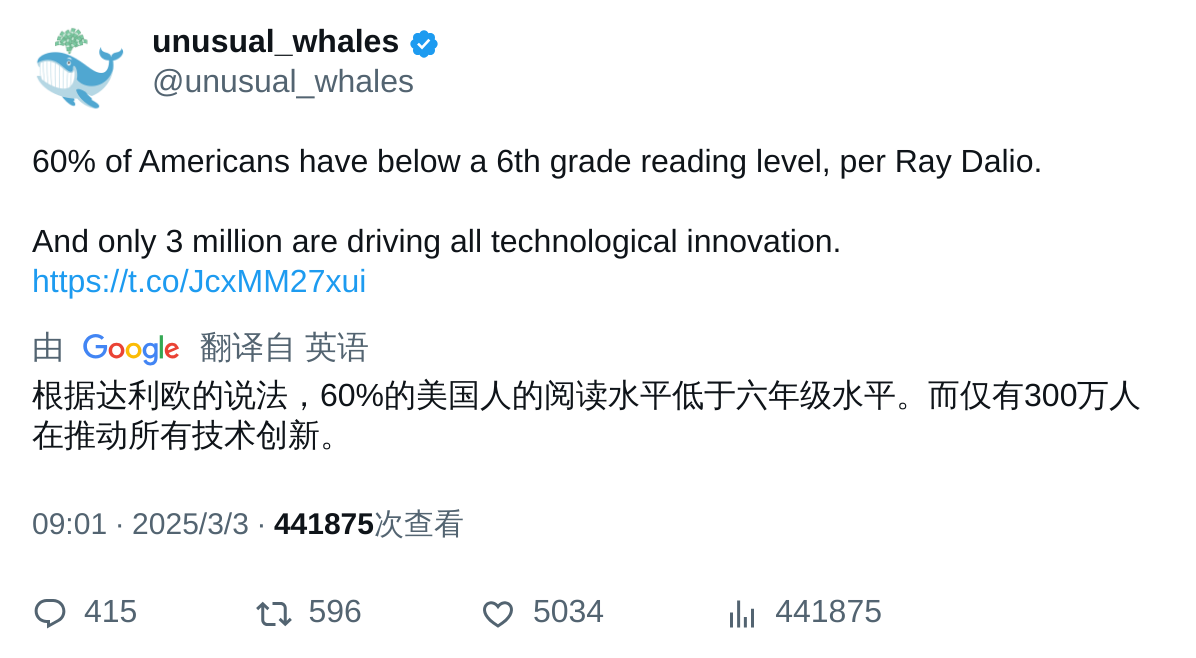 unusual_whales
@unusual_whales
60% of Americans have below a 6th grade reading level, per Ray Dalio.
And only 3 million are driving all technological innovation.
https://t.co/JcxMM27xui
由 Google 翻译自 英语
根据达利欧的说法，60%的美国人的阅读水平低于六年级水平。而仅有300万人
在推动所有技术创新。
09:01 · 2025/3/3 · 441875次查看
415 596 5034 441875